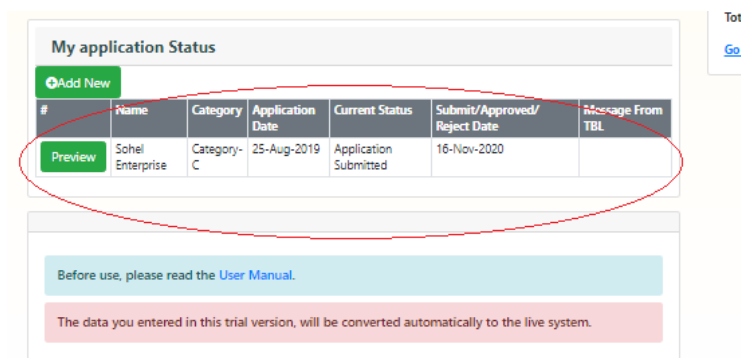 Tot
My application Status
Go
Add New
# Name Category Application Current Status Submit/Approved/ Message From
Date Reject Date TBL
Preview Sohel Category- 25-Aug-2019 Application 16-Nov-2020
Enterprise C Submitted
Before use, please read the User Manual.
The data you entered in this trial version, will be converted automatically to the live system.